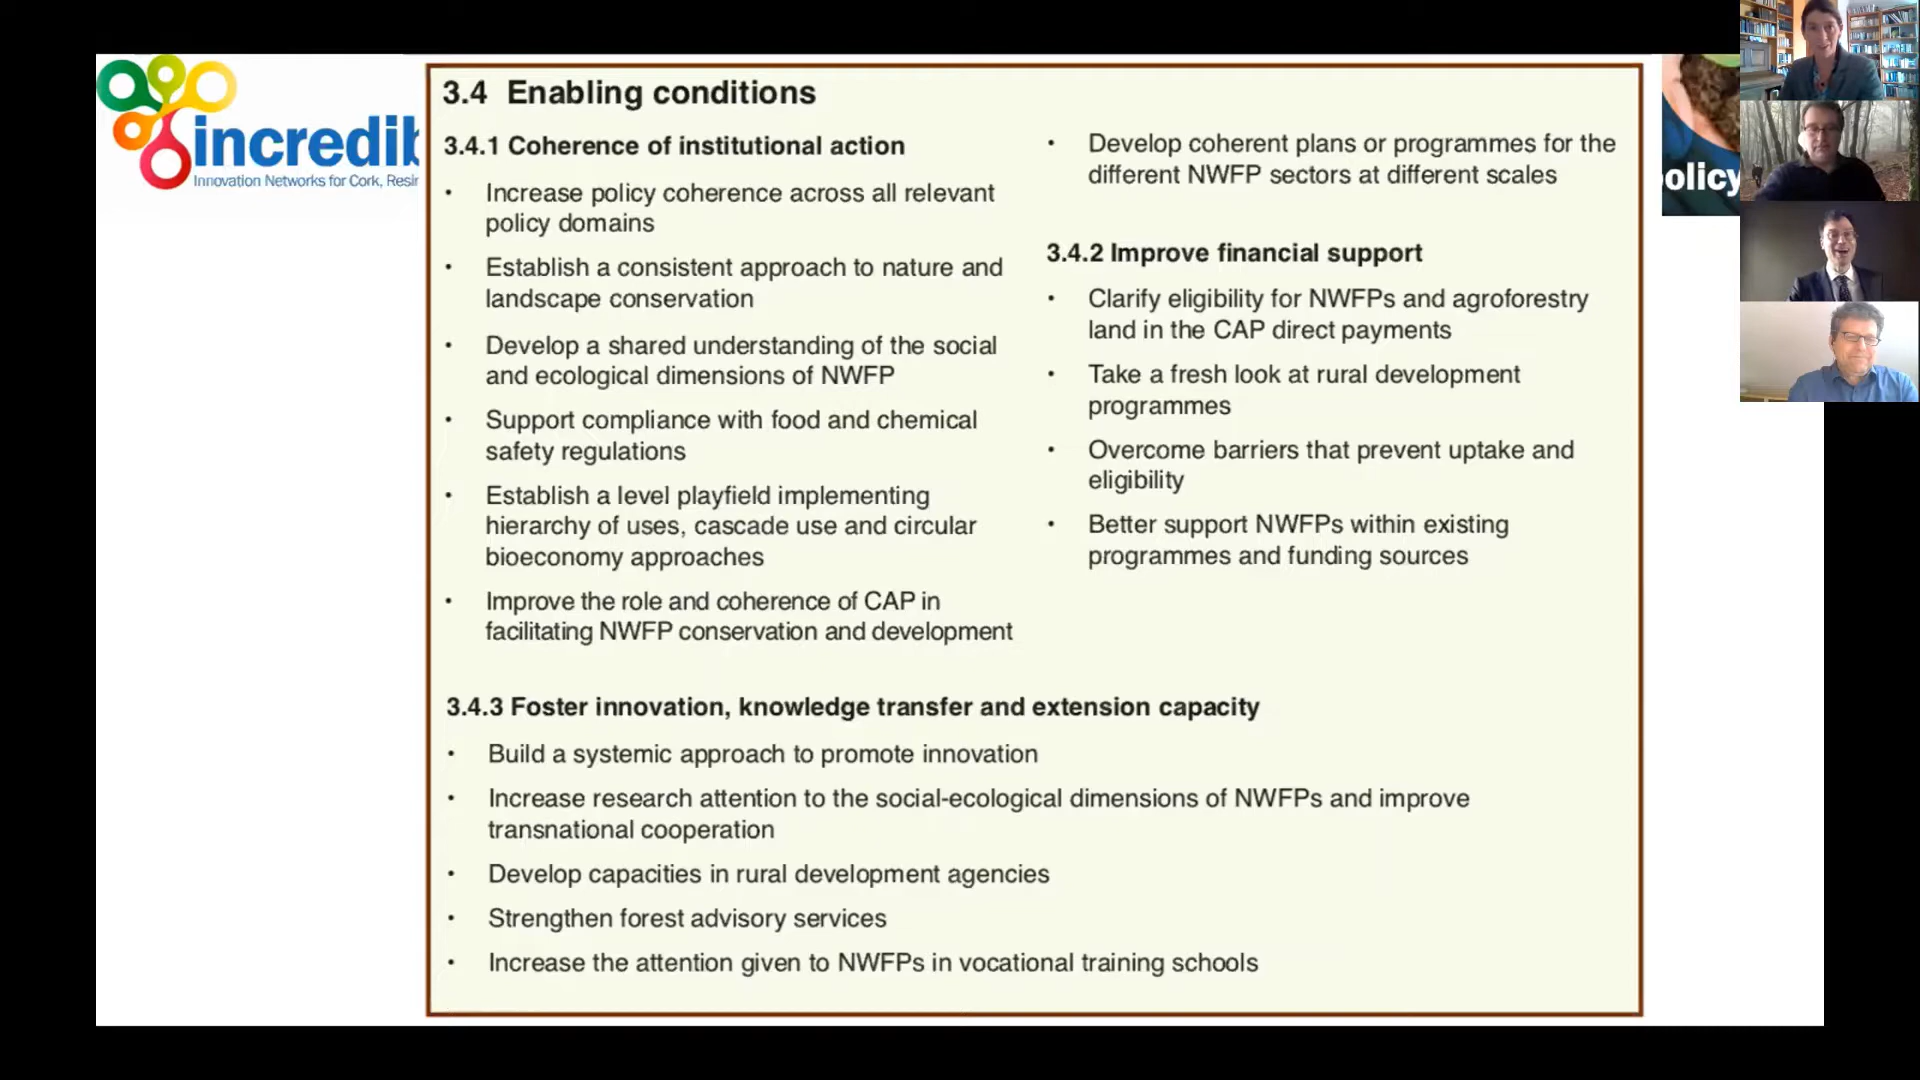 incredib
Innovation Networks for Cork, Resin
3.4 Enabling conditions
3.4.1 Coherence of institutional action
• Increase policy coherence across all relevant
policy domains
• Establish a consistent approach to nature and
landscape conservation
• Develop a shared understanding of the social
and ecological dimensions of NWFP
• Support compliance with food and chemical
safety regulations
• Establish a level playfield implementing
hierarchy of uses, cascade use and circular
bioeconomy approaches
• Improve the role and coherence of CAP in
facilitating NWFP conservation and development
• Develop coherent plans or programmes for the
different NWFP sectors at different scales
3.4.2 Improve financial support
• Clarify eligibility for NWFPs and agroforestry
land in the CAP direct payments
• Take a fresh look at rural development
programmes
• Overcome barriers that prevent uptake and
eligibility
• Better support NWFPs within existing
programmes and funding sources
3.4.3 Foster innovation, knowledge transfer and extension capacity
• Build a systemic approach to promote innovation
• Increase research attention to the social-ecological dimensions of NWFPs and improve
transnational cooperation
• Develop capacities in rural development agencies
• Strengthen forest advisory services
• Increase the attention given to NWFPs in vocational training schools
olicy